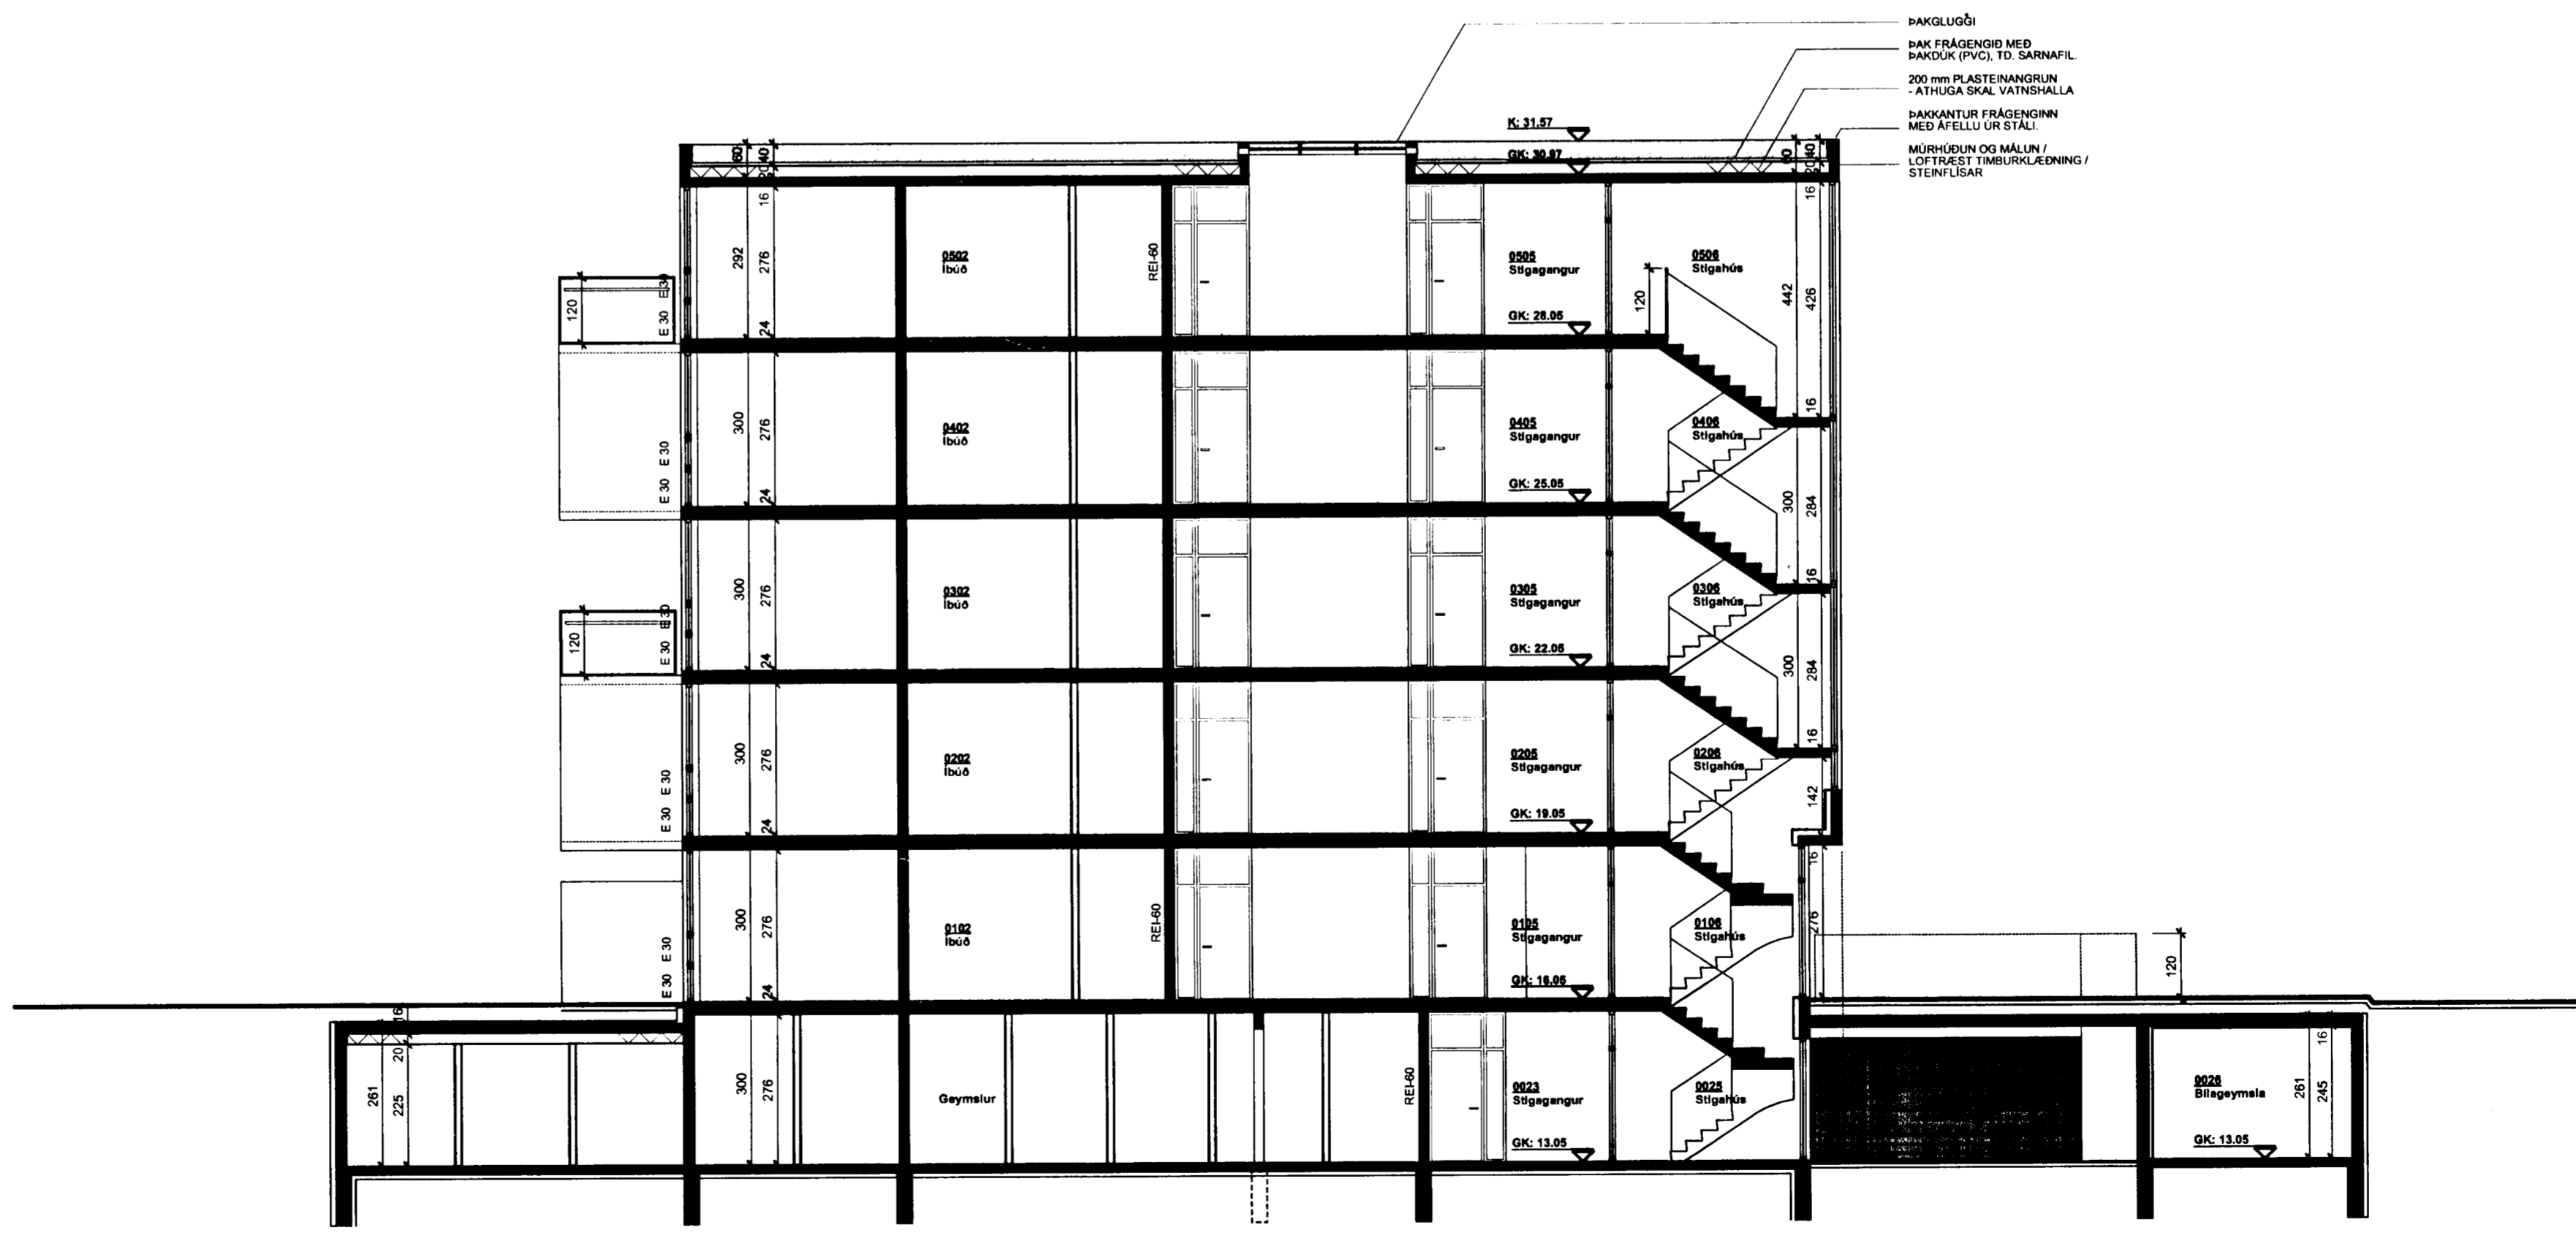 ÞAKGLUGGI
ÞAK FRÁGENGIÐ MEÐ
ÞAKDÚK (PVC), TD. SARNAFIL.
200 mm PLASTEINANGRUN
- ATHUGA SKAL VATNSHALLA
ÞAKKANTUR FRÁGENGINN
MEÐ ÁFELLU ÚR STÁLI.
MÚRHÚÐUN OG MÁLUN /
LOFTRÆST TIMBURKLÆÐNING /
STEINFLÍSAR
K: 31.57
GK: 30.97
60
40
20
60
40
20
16
292
276
24
0502
Íbúð
REI-60
0505
Stigagangur
0506
Stigahús
GK: 28.05
120
16
442
426
16
120
E 30
E 30
300
276
24
0402
Íbúð
0405
Stigagangur
0406
Stigahús
GK: 25.05
300
284
16
E 30
E 30
300
276
24
0302
Íbúð
0305
Stigagangur
0306
Stigahús
GK: 22.05
300
284
16
120
E 30
E 30
300
276
24
0202
Íbúð
0205
Stigagangur
0206
Stigahús
GK: 19.05
142
16
E 30
E 30
300
276
24
0102
Íbúð
REI-60
0105
Stigagangur
0106
Stigahús
GK: 16.05
276
120
E 30
E 30
16
20
261
225
300
276
Geymslur
REI-60
0023
Stigagangur
0025
Stigahús
GK: 13.05
0026
Bílageymsla
GK: 13.05
261
16
245